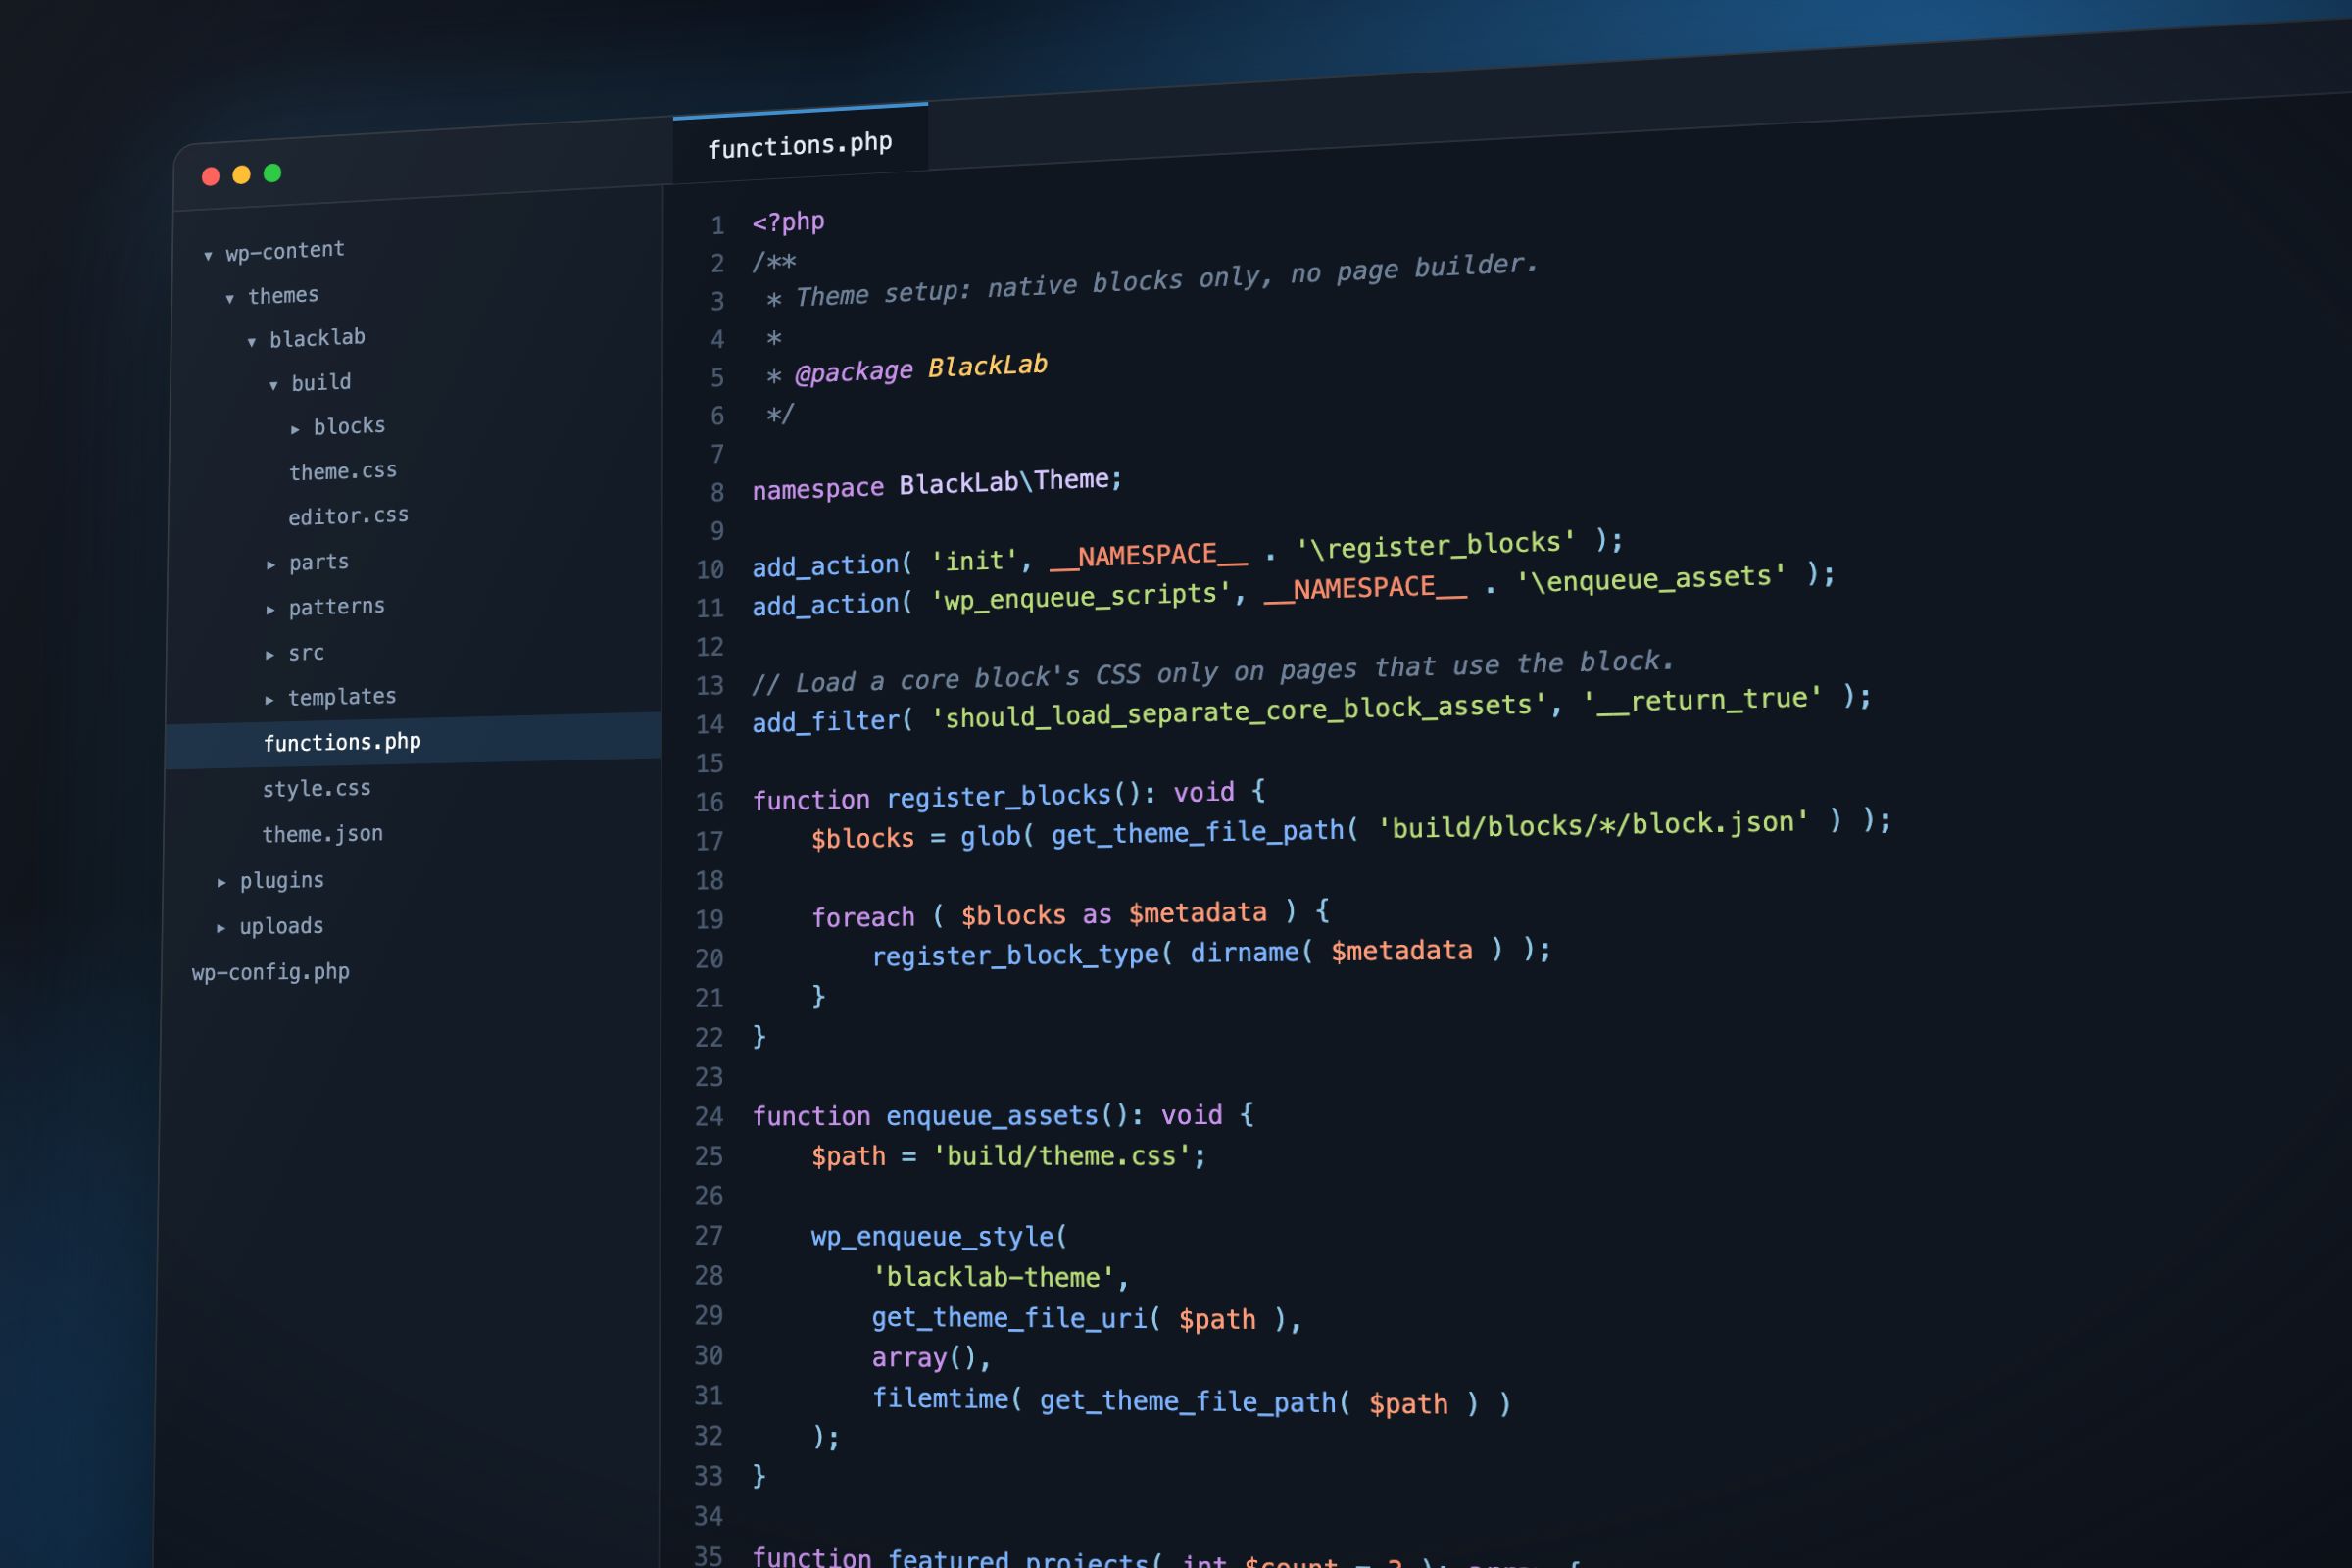 functions.php
▾ wp-content
▾ themes
▾ blacklab
▾ build
▸ blocks
theme.css
editor.css
▸ parts
▸ patterns
▸ src
▸ templates
functions.php
style.css
theme.json
▸ plugins
▸ uploads
wp-config.php
1 <?php
2 /**
3  * Theme setup: native blocks only, no page builder.
4  *
5  * @package BlackLab
6  */
7
8 namespace BlackLab\Theme;
9
10 add_action( 'init', __NAMESPACE__ . '\register_blocks' );
11 add_action( 'wp_enqueue_scripts', __NAMESPACE__ . '\enqueue_assets' );
12
13 // Load a core block's CSS only on pages that use the block.
14 add_filter( 'should_load_separate_core_block_assets', '__return_true' );
15
16 function register_blocks(): void {
17     $blocks = glob( get_theme_file_path( 'build/blocks/*/block.json' ) );
18
19     foreach ( $blocks as $metadata ) {
20         register_block_type( dirname( $metadata ) );
21     }
22 }
23
24 function enqueue_assets(): void {
25     $path = 'build/theme.css';
26
27     wp_enqueue_style(
28         'blacklab-theme',
29         get_theme_file_uri( $path ),
30         array(),
31         filemtime( get_theme_file_path( $path ) )
32     );
33 }
34
35 function featured_projects( int $count = 3 ): array {